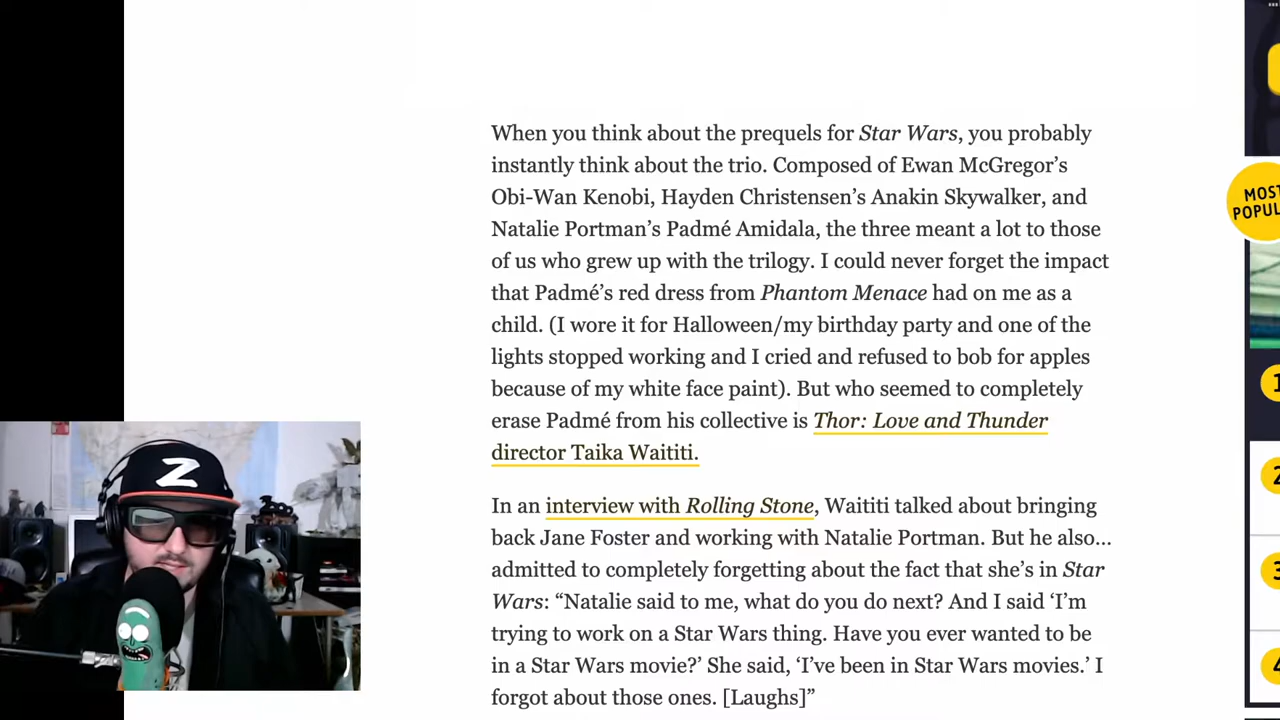 When you think about the prequels for Star Wars, you probably
instantly think about the trio. Composed of Ewan McGregor’s
Obi-Wan Kenobi, Hayden Christensen’s Anakin Skywalker, and
Natalie Portman’s Padmé Amidala, the three meant a lot to those
of us who grew up with the trilogy. I could never forget the impact
that Padmé’s red dress from Phantom Menace had on me as a
child. (I wore it for Halloween/my birthday party and one of the
lights stopped working and I cried and refused to bob for apples
because of my white face paint). But who seemed to completely
erase Padmé from his collective is Thor: Love and Thunder
director Taika Waititi.
In an interview with Rolling Stone, Waititi talked about bringing
back Jane Foster and working with Natalie Portman. But he also…
admitted to completely forgetting about the fact that she’s in Star
Wars: “Natalie said to me, what do you do next? And I said ‘I’m
trying to work on a Star Wars thing. Have you ever wanted to be
in a Star Wars movie?’ She said, ‘I’ve been in Star Wars movies.’ I
forgot about those ones. [Laughs]”
MOST
POPUL
1
2
3
4
Z